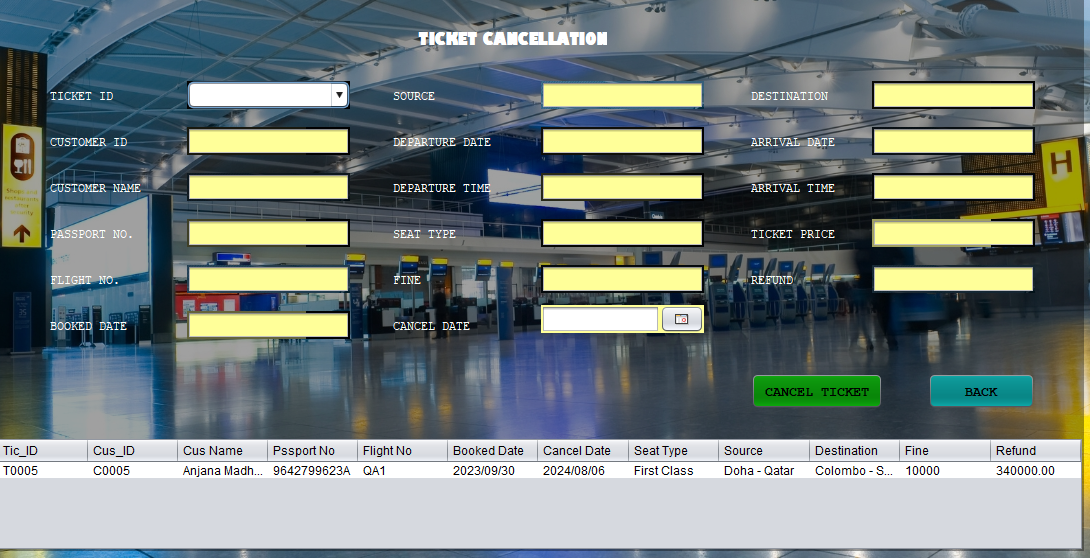 TICKET CANCELLATION
TICKET ID SOURCE DESTINATION
CUSTOMER ID DEPARTURE DATE ARRIVAL DATE
CUSTOMER NAME DEPARTURE TIME ARRIVAL TIME
PASSPORT NO. SEAT TYPE TICKET PRICE
FLIGHT NO. FINE REFUND
BOOKED DATE CANCEL DATE
H
CANCEL TICKET BACK
Tic_ID Cus_ID Cus Name Pssport No Flight No Booked Date Cancel Date Seat Type Source Destination Fine Refund
T0005 C0005 Anjana Madh... 9642799623A QA1 2023/09/30 2024/08/06 First Class Doha - Qatar Colombo - S... 10000 340000.00